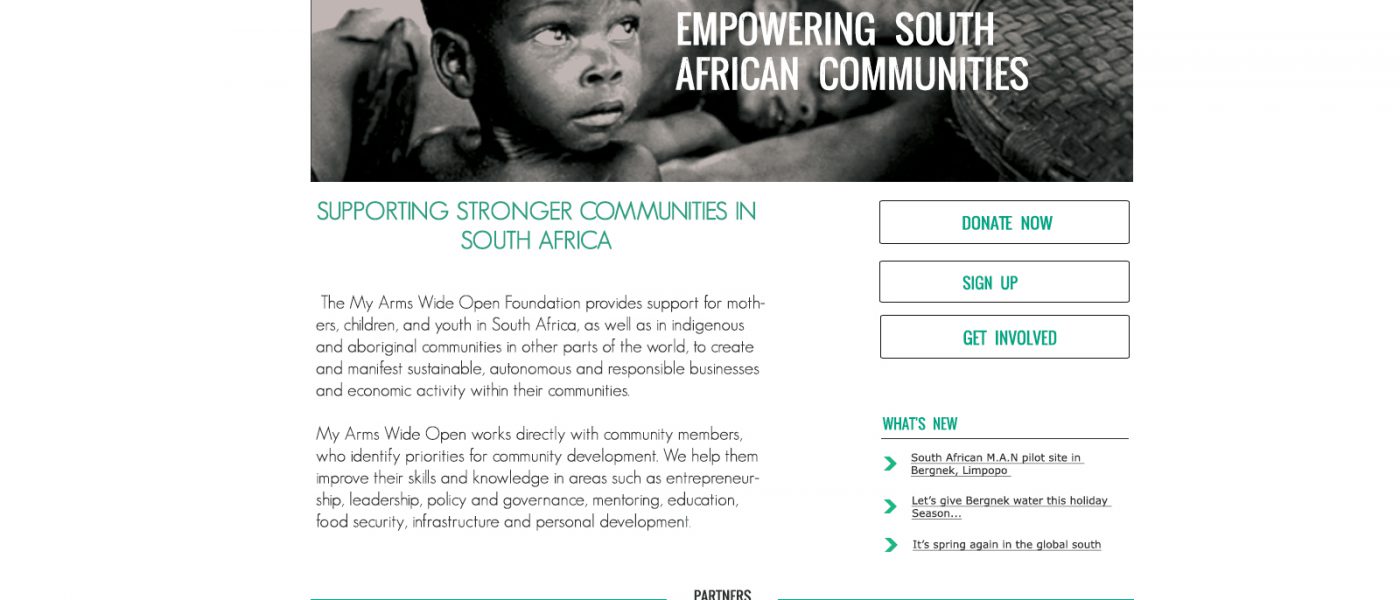 EMPOWERING SOUTH
AFRICAN COMMUNITIES
SUPPORTING STRONGER COMMUNITIES IN
SOUTH AFRICA
The My Arms Wide Open Foundation provides support for moth-
ers, children, and youth in South Africa, as well as in indigenous
and aboriginal communities in other parts of the world, to create
and manifest sustainable, autonomous and responsible businesses
and economic activity within their communities.
My Arms Wide Open works directly with community members,
who identify priorities for community development. We help them
improve their skills and knowledge in areas such as entrepreneur-
ship, leadership, policy and governance, mentoring, education,
food security, infrastructure and personal development.
DONATE NOW
SIGN UP
GET INVOLVED
WHAT'S NEW
South African M.A.N pilot site in
Bergnek, Limpopo
Let's give Bergnek water this holiday
Season...
It's spring again in the global south
PARTNERS